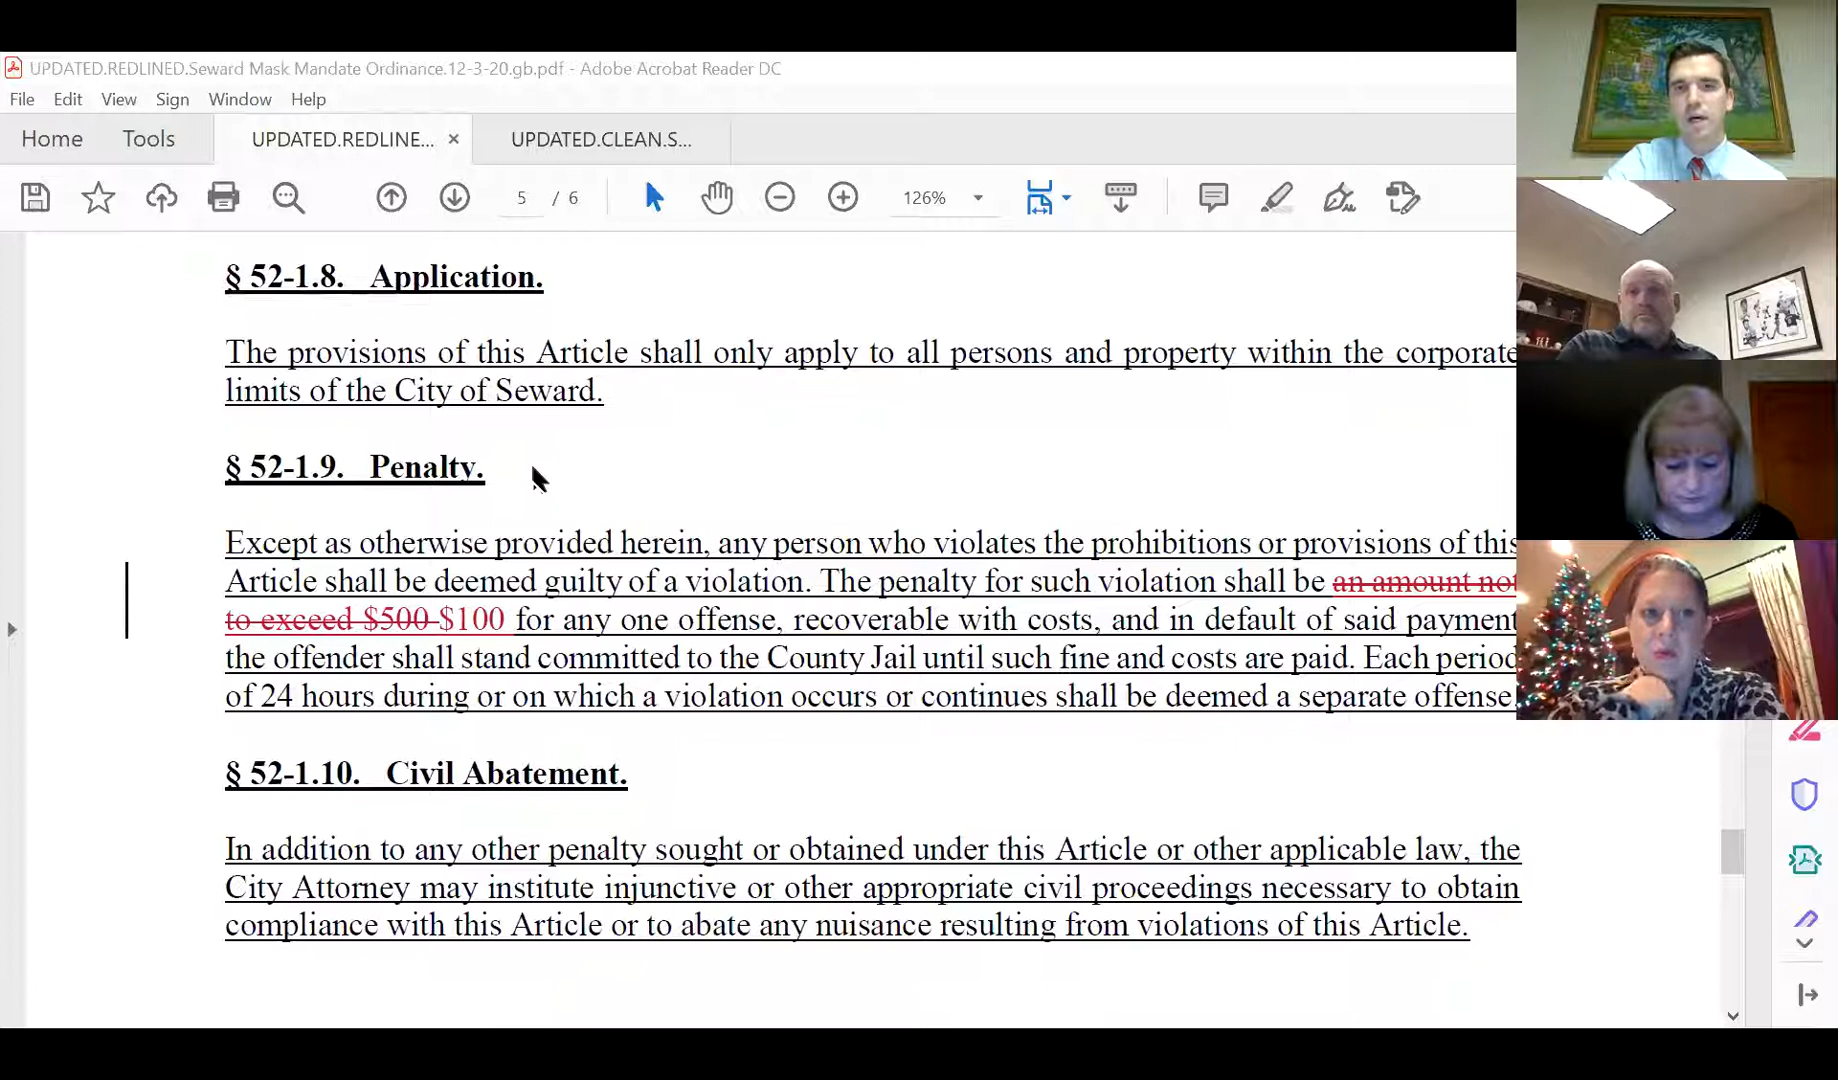 UPDATED.REDLINED.Seward Mask Mandate Ordinance.12-3-20.gb.pdf - Adobe Acrobat Reader DC
File Edit View Sign Window Help
Home Tools UPDATED.REDLINE... × UPDATED.CLEAN.S...
5 / 6 126%
§ 52-1.8. Application.
The provisions of this Article shall only apply to all persons and property within the corporate
limits of the City of Seward.
§ 52-1.9. Penalty.
Except as otherwise provided herein, any person who violates the prohibitions or provisions of this
Article shall be deemed guilty of a violation. The penalty for such violation shall be an amount not
to exceed $500 $100 for any one offense, recoverable with costs, and in default of said payment
the offender shall stand committed to the County Jail until such fine and costs are paid. Each period
of 24 hours during or on which a violation occurs or continues shall be deemed a separate offense.
§ 52-1.10. Civil Abatement.
In addition to any other penalty sought or obtained under this Article or other applicable law, the
City Attorney may institute injunctive or other appropriate civil proceedings necessary to obtain
compliance with this Article or to abate any nuisance resulting from violations of this Article.